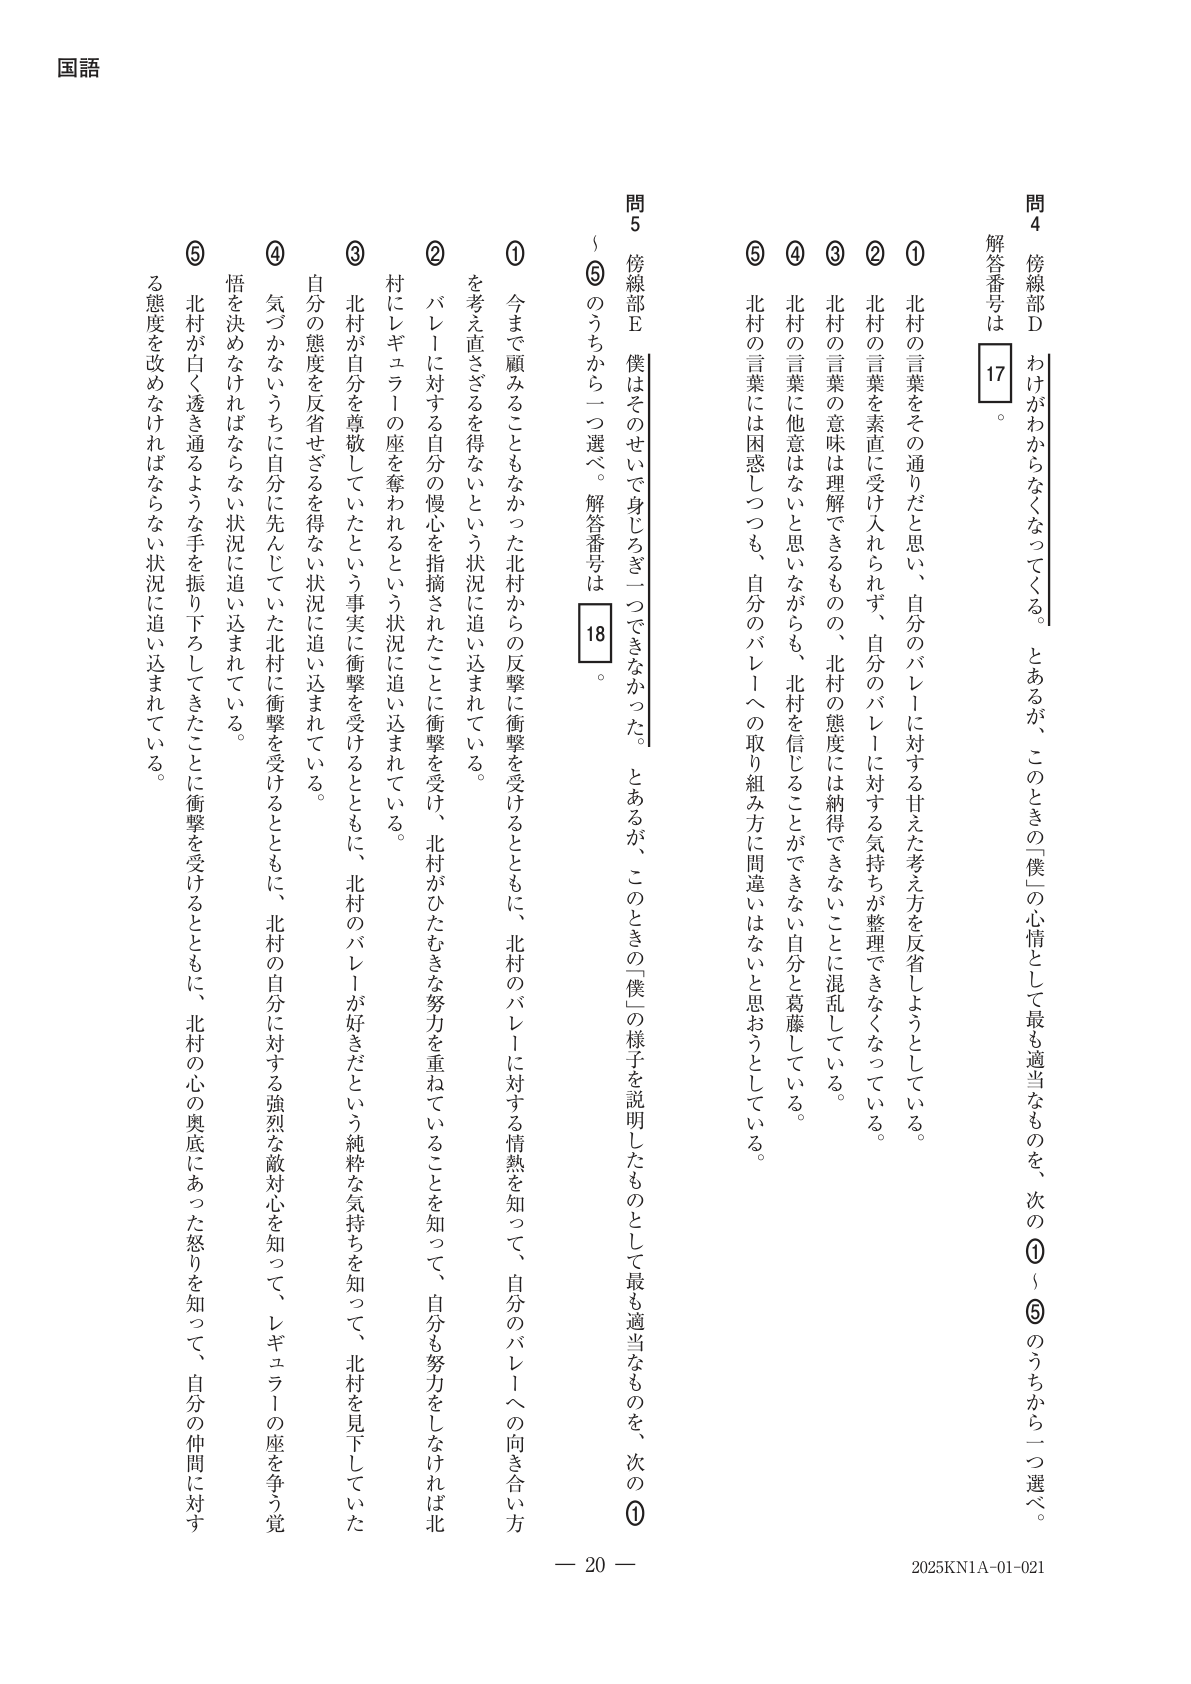 国語
問4 傍線部D わけがわからなくなってくる。 とあるが、このときの「僕」の心情として最も適当なものを、次の①～⑤のうちから一つ選べ。
解答番号は 17 。
① 北村の言葉をその通りだと思い、自分のバレーに対する甘えた考え方を反省しようとしている。
② 北村の言葉を素直に受け入れられず、自分のバレーに対する気持ちが整理できなくなっている。
③ 北村の言葉の意味は理解できるものの、北村の態度には納得できないことに混乱している。
④ 北村の言葉に他意はないと思いながらも、北村を信じることができない自分と葛藤している。
⑤ 北村の言葉には困惑しつつも、自分のバレーへの取り組み方に間違いはないと思おうとしている。
問5 傍線部E 僕はそのせいで身じろぎ一つできなかった。 とあるが、このときの「僕」の様子を説明したものとして最も適当なものを、次の①
～⑤のうちから一つ選べ。解答番号は 18 。
① 今まで顧みることもなかった北村からの反撃に衝撃を受けるとともに、北村のバレーに対する情熱を知って、自分のバレーへの向き合い方
を考え直さざるを得ないという状況に追い込まれている。
② バレーに対する自分の慢心を指摘されたことに衝撃を受け、北村がひたむきな努力を重ねていることを知って、自分も努力をしなければ北
村にレギュラーの座を奪われるという状況に追い込まれている。
③ 北村が自分を尊敬していたという事実に衝撃を受けるとともに、北村のバレーが好きだという純粋な気持ちを知って、北村を見下していた
自分の態度を反省せざるを得ない状況に追い込まれている。
④ 気づかないうちに自分に先んじていた北村に衝撃を受けるとともに、北村の自分に対する強烈な敵対心を知って、レギュラーの座を争う覚
悟を決めなければならない状況に追い込まれている。
⑤ 北村が白く透き通るような手を振り下ろしてきたことに衝撃を受けるとともに、北村の心の奥底にあった怒りを知って、自分の仲間に対す
る態度を改めなければならない状況に追い込まれている。
― 20 ―
2025KN1A-01-021